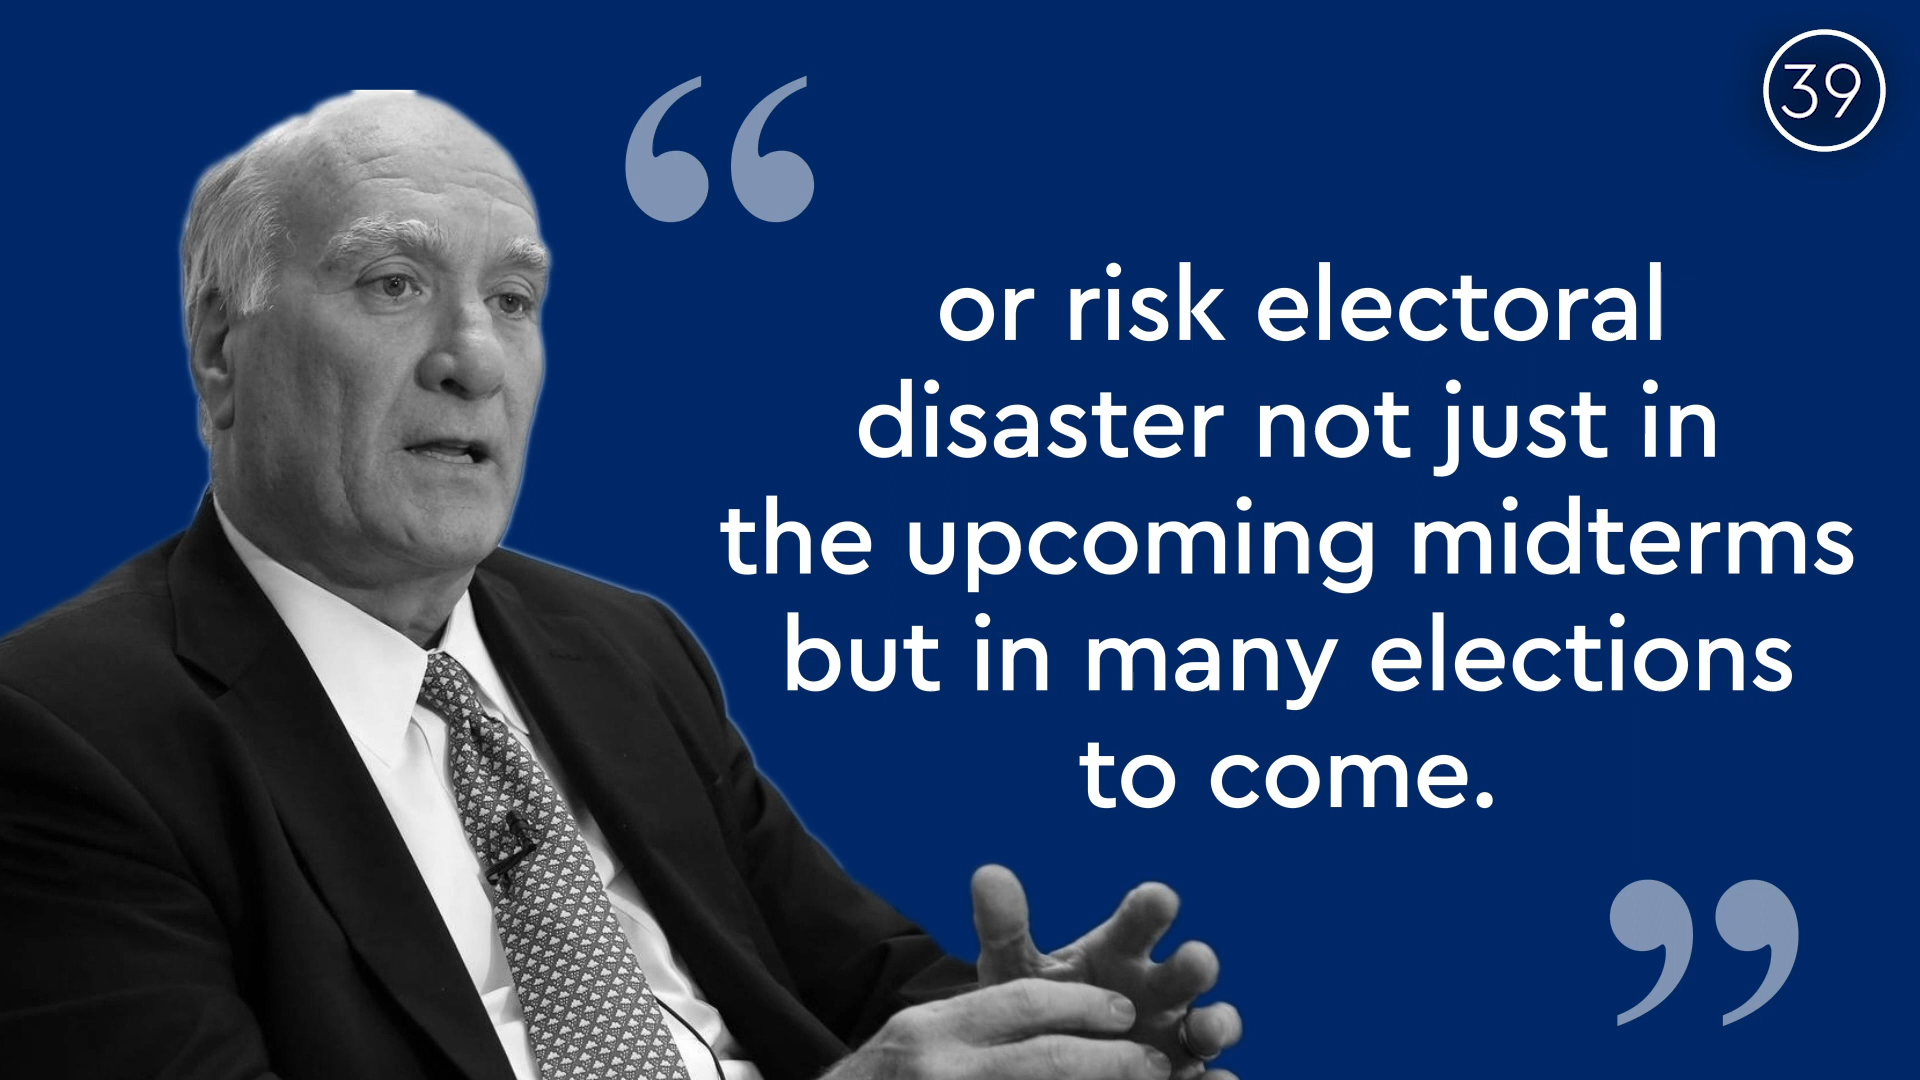 39
“
or risk electoral
disaster not just in
the upcoming midterms
but in many elections
to come.
”